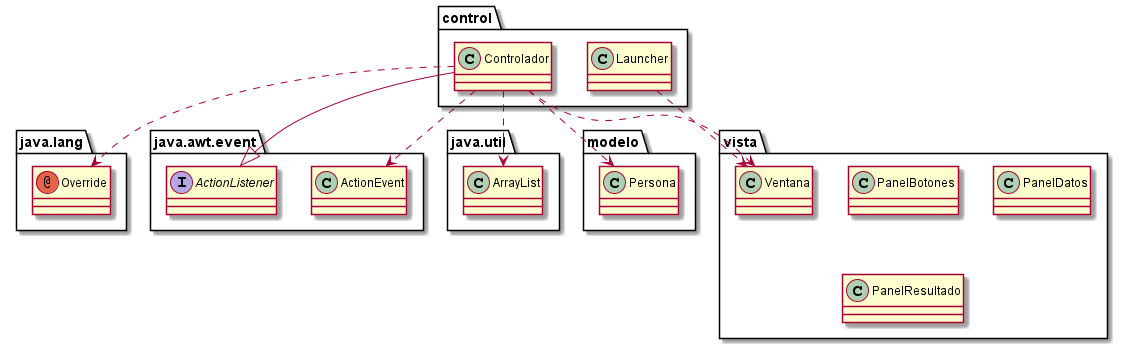 control
C Controlador
C Launcher
java.lang
@ Override
java.awt.event
I ActionListener
C ActionEvent
java.util
C ArrayList
modelo
C Persona
vista
C Ventana
C PanelBotones
C PanelDatos
C PanelResultado